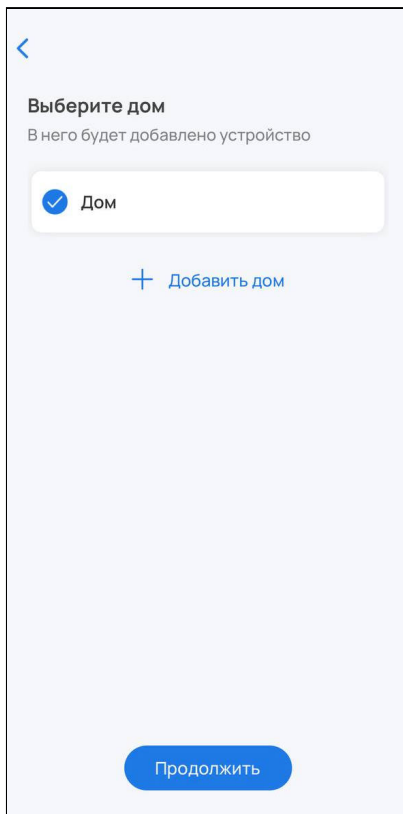 Выберите дом
В него будет добавлено устройство
Дом
Добавить дом
Продолжить